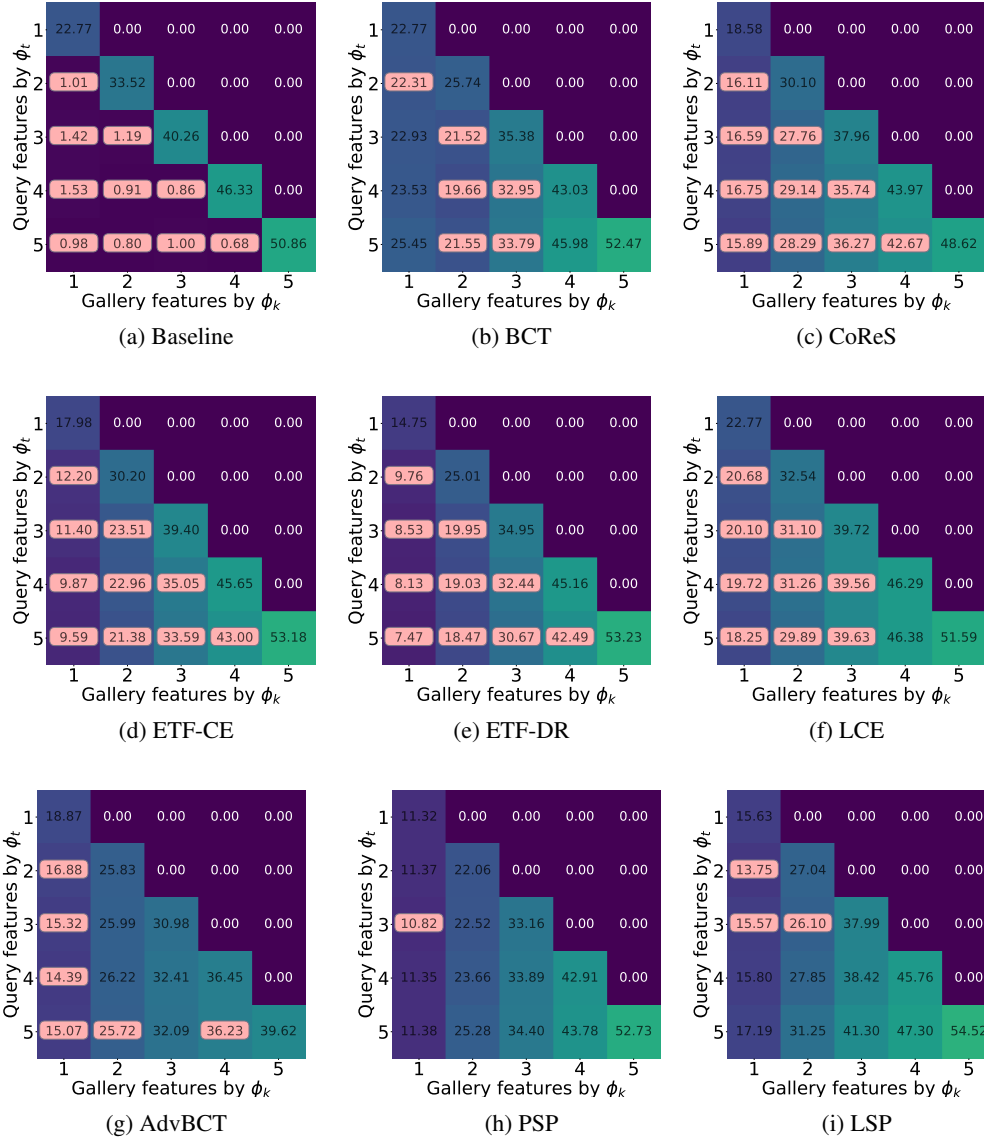 Query features by ϕt
1 22.77 0.00 0.00 0.00 0.00
2 1.01 33.52 0.00 0.00 0.00
3 1.42 1.19 40.26 0.00 0.00
4 1.53 0.91 0.86 46.33 0.00
5 0.98 0.80 1.00 0.68 50.86
1 2 3 4 5
Gallery features by ϕk
(a) Baseline
Query features by ϕt
1 22.77 0.00 0.00 0.00 0.00
2 22.31 25.74 0.00 0.00 0.00
3 22.93 21.52 35.38 0.00 0.00
4 23.53 19.66 32.95 43.03 0.00
5 25.45 21.55 33.79 45.98 52.47
1 2 3 4 5
Gallery features by ϕk
(b) BCT
Query features by ϕt
1 18.58 0.00 0.00 0.00 0.00
2 16.11 30.10 0.00 0.00 0.00
3 16.59 27.76 37.96 0.00 0.00
4 16.75 29.14 35.74 43.97 0.00
5 15.89 28.29 36.27 42.67 48.62
1 2 3 4 5
Gallery features by ϕk
(c) CoReS
Query features by ϕt
1 17.98 0.00 0.00 0.00 0.00
2 12.20 30.20 0.00 0.00 0.00
3 11.40 23.51 39.40 0.00 0.00
4 9.87 22.96 35.05 45.65 0.00
5 9.59 21.38 33.59 43.00 53.18
1 2 3 4 5
Gallery features by ϕk
(d) ETF-CE
Query features by ϕt
1 14.75 0.00 0.00 0.00 0.00
2 9.76 25.01 0.00 0.00 0.00
3 8.53 19.95 34.95 0.00 0.00
4 8.13 19.03 32.44 45.16 0.00
5 7.47 18.47 30.67 42.49 53.23
1 2 3 4 5
Gallery features by ϕk
(e) ETF-DR
Query features by ϕt
1 22.77 0.00 0.00 0.00 0.00
2 20.68 32.54 0.00 0.00 0.00
3 20.10 31.10 39.72 0.00 0.00
4 19.72 31.26 39.56 46.29 0.00
5 18.25 29.89 39.63 46.38 51.59
1 2 3 4 5
Gallery features by ϕk
(f) LCE
Query features by ϕt
1 18.87 0.00 0.00 0.00 0.00
2 16.88 25.83 0.00 0.00 0.00
3 15.32 25.99 30.98 0.00 0.00
4 14.39 26.22 32.41 36.45 0.00
5 15.07 25.72 32.09 36.23 39.62
1 2 3 4 5
Gallery features by ϕk
(g) AdvBCT
Query features by ϕt
1 11.32 0.00 0.00 0.00 0.00
2 11.37 22.06 0.00 0.00 0.00
3 10.82 22.52 33.16 0.00 0.00
4 11.35 23.66 33.89 42.91 0.00
5 11.38 25.28 34.40 43.78 52.73
1 2 3 4 5
Gallery features by ϕk
(h) PSP
Query features by ϕt
1 15.63 0.00 0.00 0.00 0.00
2 13.75 27.04 0.00 0.00 0.00
3 15.57 26.10 37.99 0.00 0.00
4 15.80 27.85 38.42 45.76 0.00
5 17.19 31.25 41.30 47.30 54.52
1 2 3 4 5
Gallery features by ϕk
(i) LSP